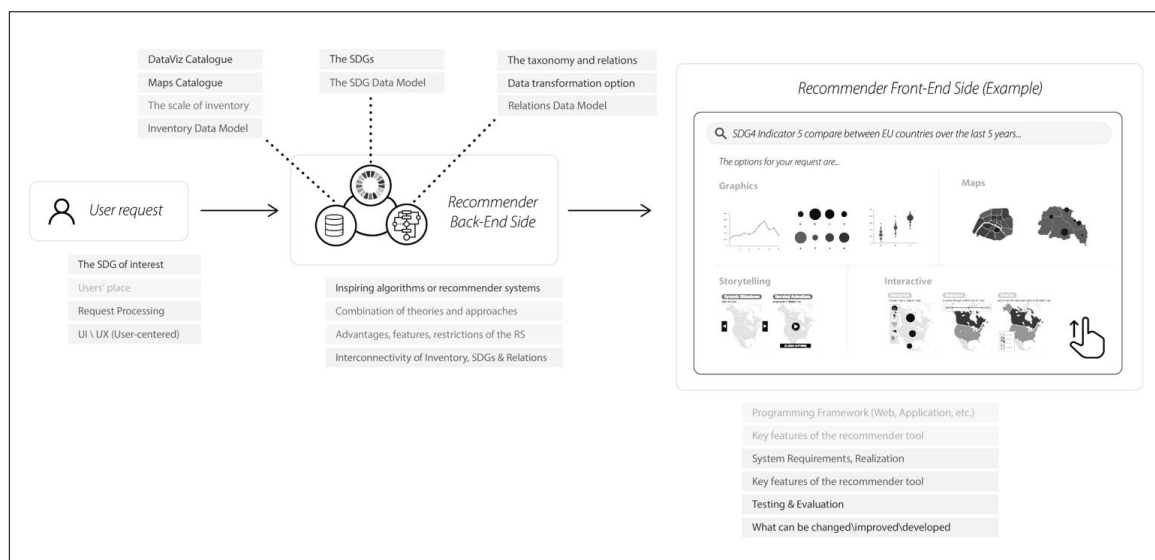 DataViz Catalogue
Maps Catalogue
The scale of inventory
Inventory Data Model
The SDGs
The SDG Data Model
The taxonomy and relations
Data transformation option
Relations Data Model
User request
The SDG of interest
Users' place
Request Processing
UI \ UX (User-centered)
Recommender
Back-End Side
Inspiring algorithms or recommender systems
Combination of theories and approaches
Advantages, features, restrictions of the RS
Interconnectivity of Inventory, SDGs & Relations
Recommender Front-End Side (Example)
SDG4 Indicator 5 compare between EU countries over the last 5 years...
The options for your request are...
Graphics
Maps
Storytelling
Interactive
Programming Framework (Web, Application, etc.)
Key features of the recommender tool
System Requirements, Realization
Key features of the recommender tool
Testing & Evaluation
What can be changed\improved\developed